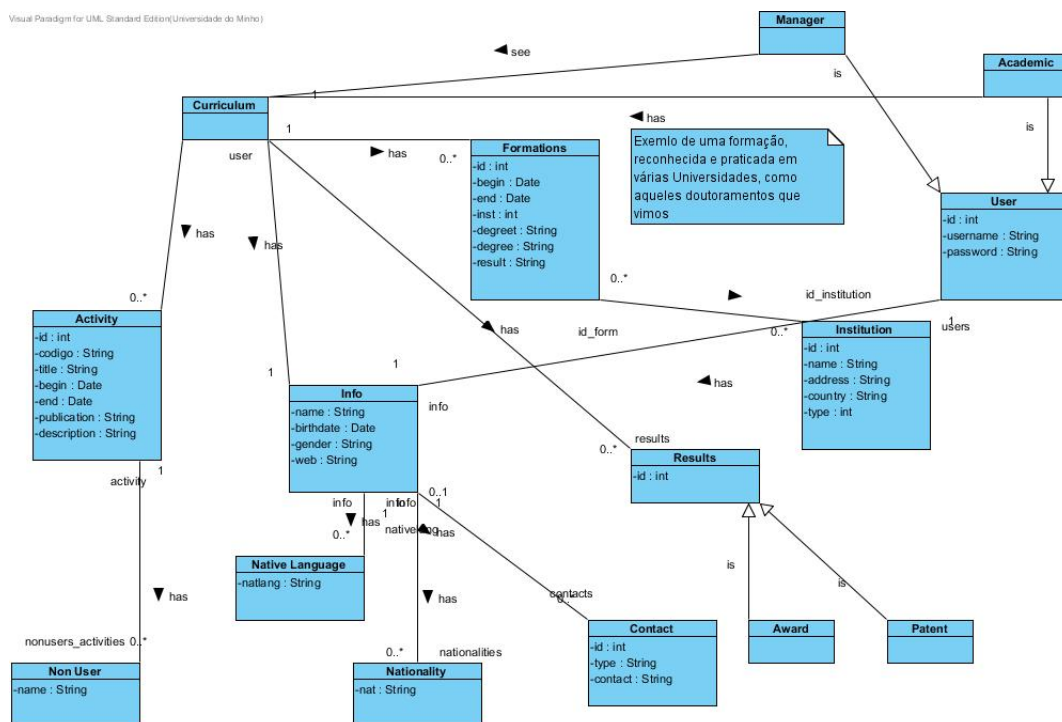 Visual Paradigm for UML Standard Edition(Universidade do Minho)
Manager
see
is
Academic
Curriculum
1
has
is
1
user
has
0..*
Formations
-id : int
-begin : Date
-end : Date
-inst : int
-degreet : String
-degree : String
-result : String
Exemlo de uma formação,
reconhecida e praticada em
várias Universidades, como
aqueles doutoramentos que
vimos
User
-id : int
-username : String
-password : String
has
has
0..*
0..*
id_institution
has
id_form
0..*
1
users
Activity
-id : int
-codigo : String
-title : String
-begin : Date
-end : Date
-publication : String
-description : String
Institution
-id : int
-name : String
-address : String
-country : String
-type : int
1
1
has
Info
-name : String
-birthdate : Date
-gender : String
-web : String
info
results
0..*
Results
-id : int
1
activity
info
info
0..1
1
1
has
0..*
has
Native Language
-natlang : String
is
is
has
has
contacts
0..*
nonusers_activities
0..*
0..*
nationalities
Non User
-name : String
Nationality
-nat : String
Contact
-id : int
-type : String
-contact : String
Award
Patent